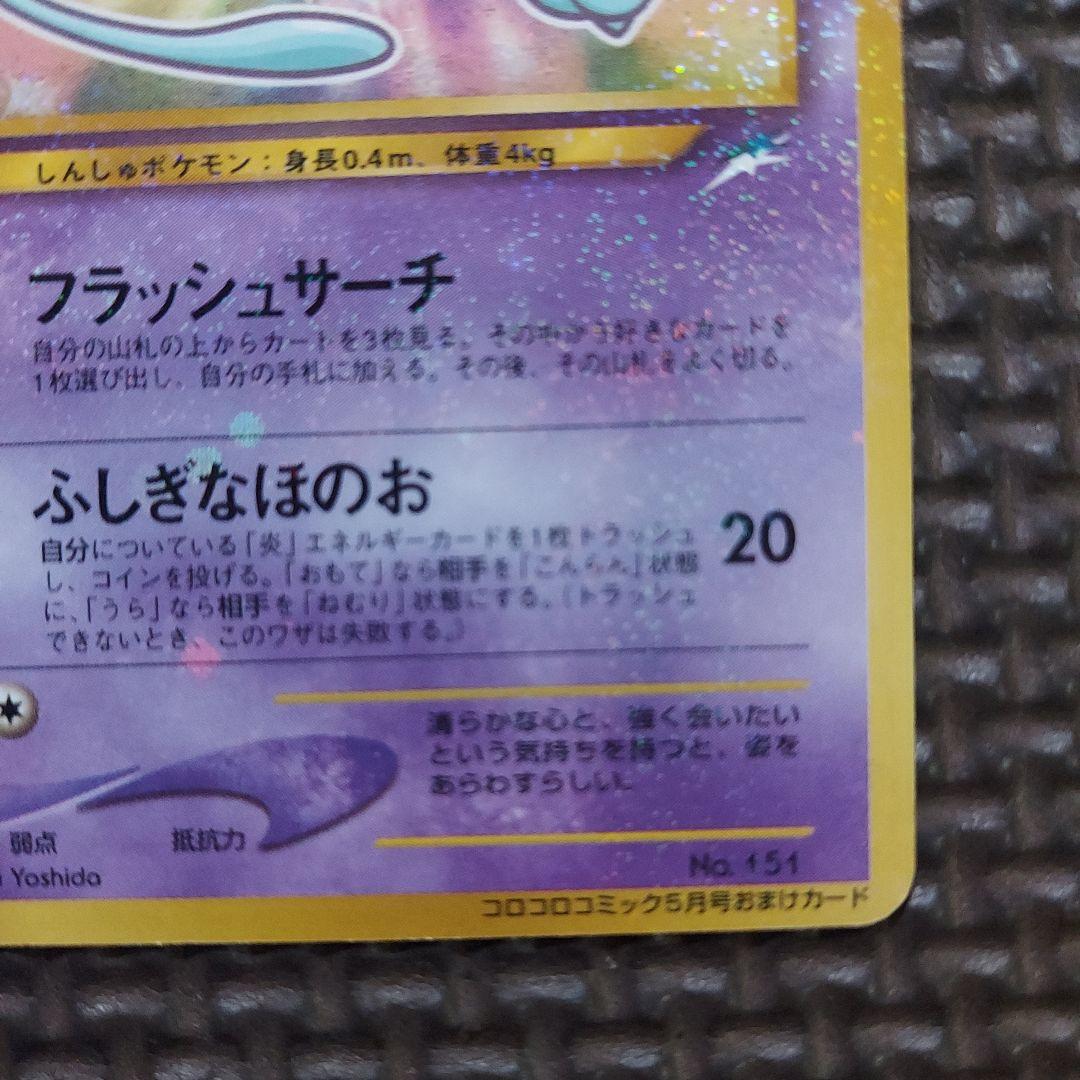 しんしゅポケモン：身長0.4m、体重4kg
フラッシュサーチ
自分の山札の上からカードを3枚見る。その中から好きなカードを
1枚選び出し、自分の手札に加える。その後、その山札をよく切る。
ふしぎなほのお
20
自分についている「炎」エネルギーカードを1枚トラッシュ
し、コインを投げる。「おもて」なら相手を「こんらん」状態
に、「うら」なら相手を「ねむり」状態にする。（トラッシュ
できないとき、このワザは失敗する。）
清らかな心と、強く会いたい
という気持ちを持つと、姿を
あらわすらしい。
弱点
抵抗力
No. 151
Yoshida
コロコロコミック5月号おまけカード